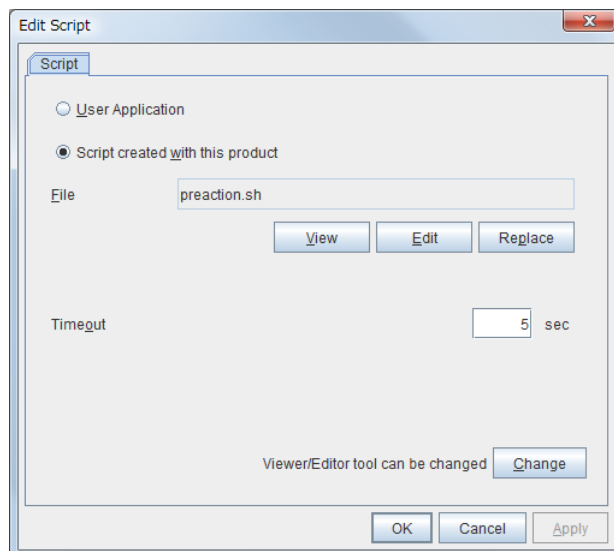 Edit Script
Script
User Application
Script created with this product
File preaction.sh
View Edit Replace
Timeout 5 sec
Viewer/Editor tool can be changed Change
OK Cancel Apply